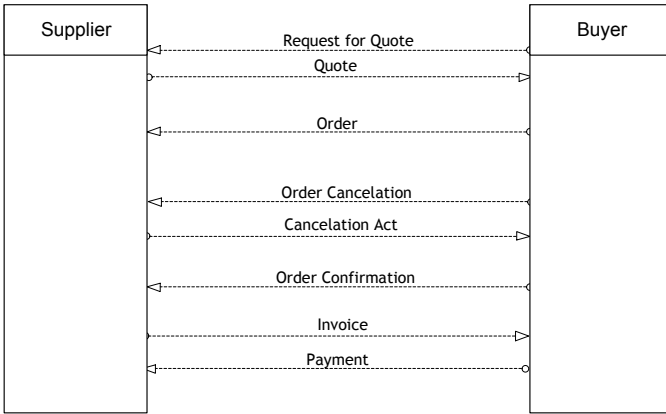 Supplier
Buyer
Request for Quote
Quote
Order
Order Cancelation
Cancelation Act
Order Confirmation
Invoice
Payment